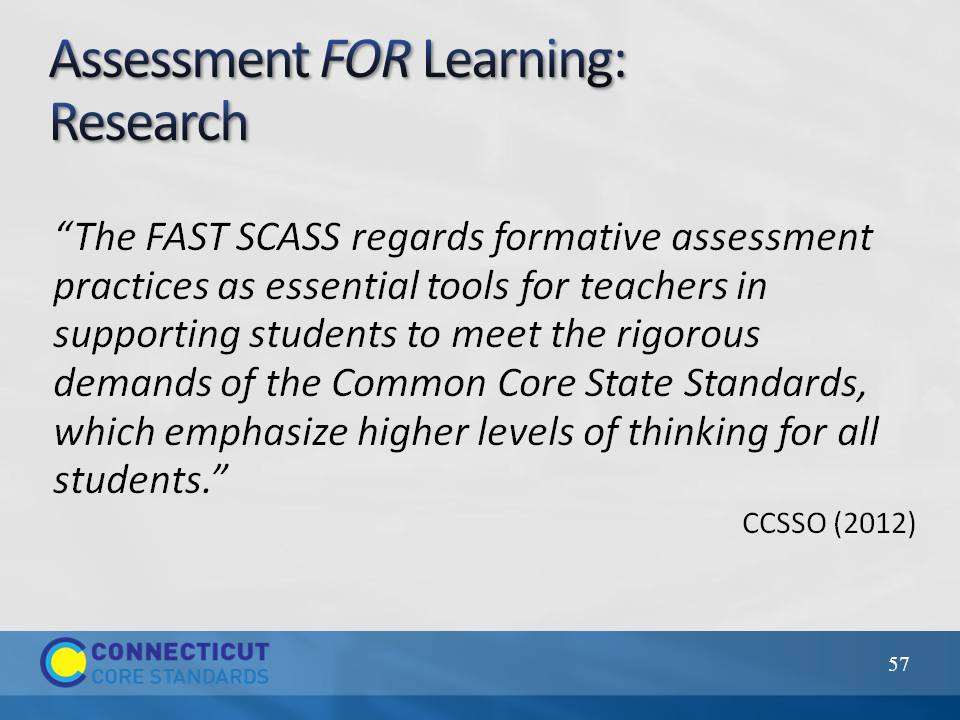 Assessment FOR Learning:
Research
“The FAST SCASS regards formative assessment
practices as essential tools for teachers in
supporting students to meet the rigorous
demands of the Common Core State Standards,
which emphasize higher levels of thinking for all
students.”
CCSSO (2012)
CONNECTICUT
CORE STANDARDS
57